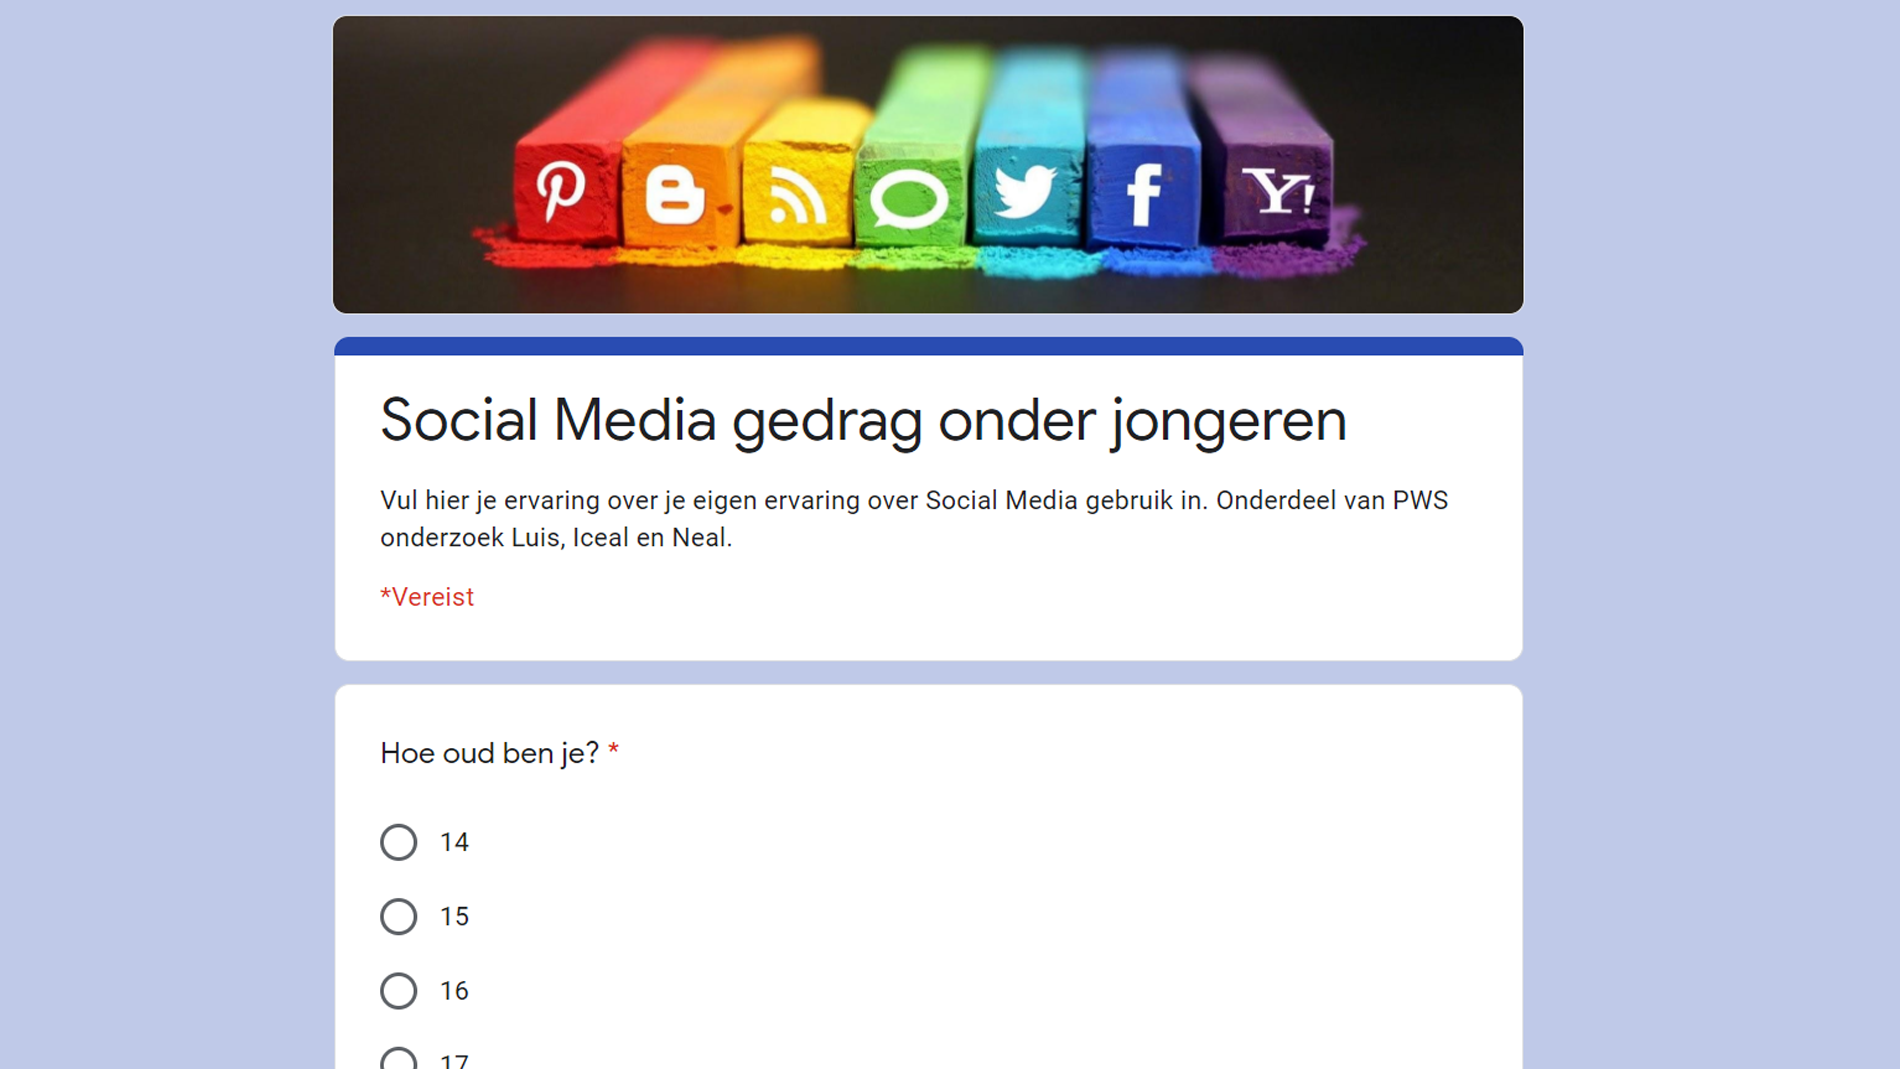 Y!
Social Media gedrag onder jongeren
Vul hier je ervaring over je eigen ervaring over Social Media gebruik in. Onderdeel van PWS
onderzoek Luis, Iceal en Neal.
*Vereist
Hoe oud ben je? *
14
15
16
17